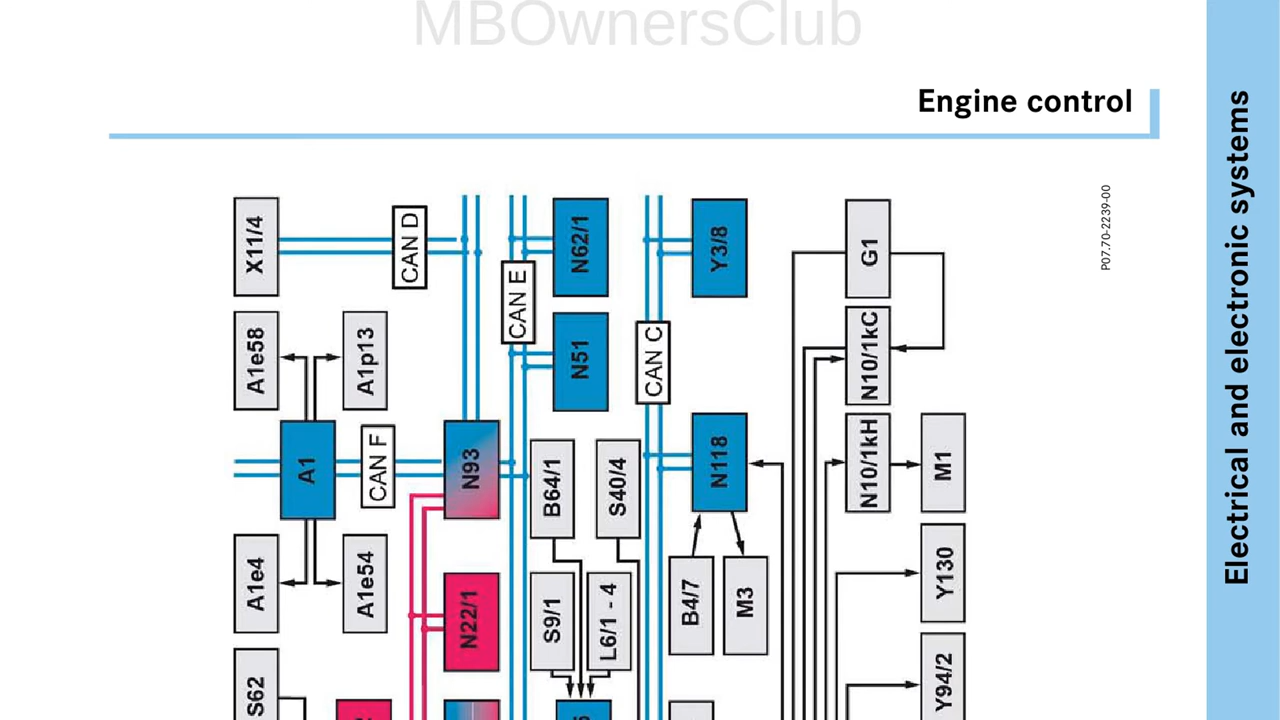 MBOwnersClub
Engine control
Electrical and electronic systems
P07.70-2239-00
X11/4
CAN D
N62/1
Y3/8
G1
CAN E
A1e58
A1p13
N51
CAN C
N10/1kC
A1
CAN F
N93
B64/1
S40/4
N118
N10/1kH
M1
A1e4
A1e54
N22/1
S9/1
L6/1 - 4
B4/7
M3
Y130
S62
Y94/2